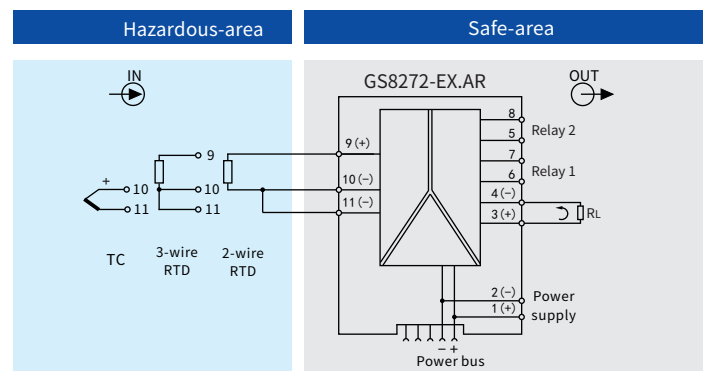 Hazardous-area
Safe-area
IN
GS8272-EX.AR
OUT
8
5
Relay 2
7
6
Relay 1
9(+)
10(−)
11(−)
4(−)
3(+)
RL
9
10
11
+
10
11
TC
3-wire
RTD
2-wire
RTD
2(−)
1(+)
Power
supply
− +
Power bus